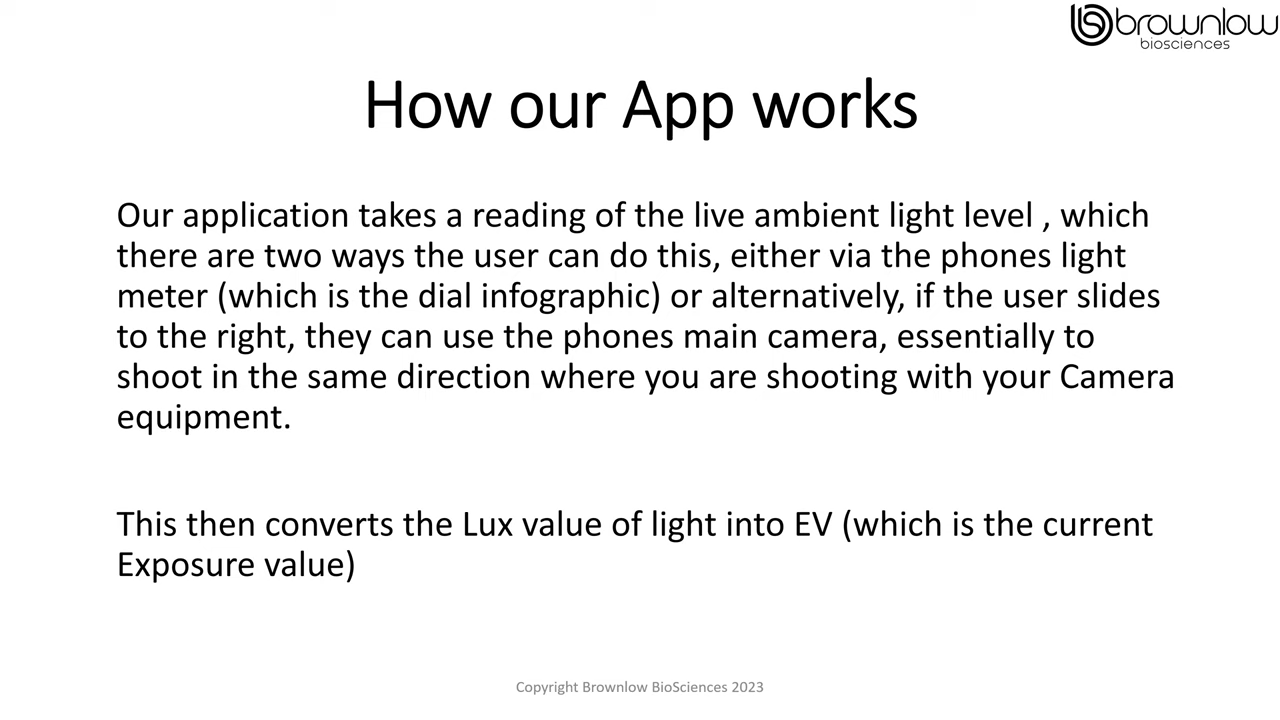 brownlow
biosciences
How our App works
Our application takes a reading of the live ambient light level , which
there are two ways the user can do this, either via the phones light
meter (which is the dial infographic) or alternatively, if the user slides
to the right, they can use the phones main camera, essentially to
shoot in the same direction where you are shooting with your Camera
equipment.
This then converts the Lux value of light into EV (which is the current
Exposure value)
Copyright Brownlow BioSciences 2023